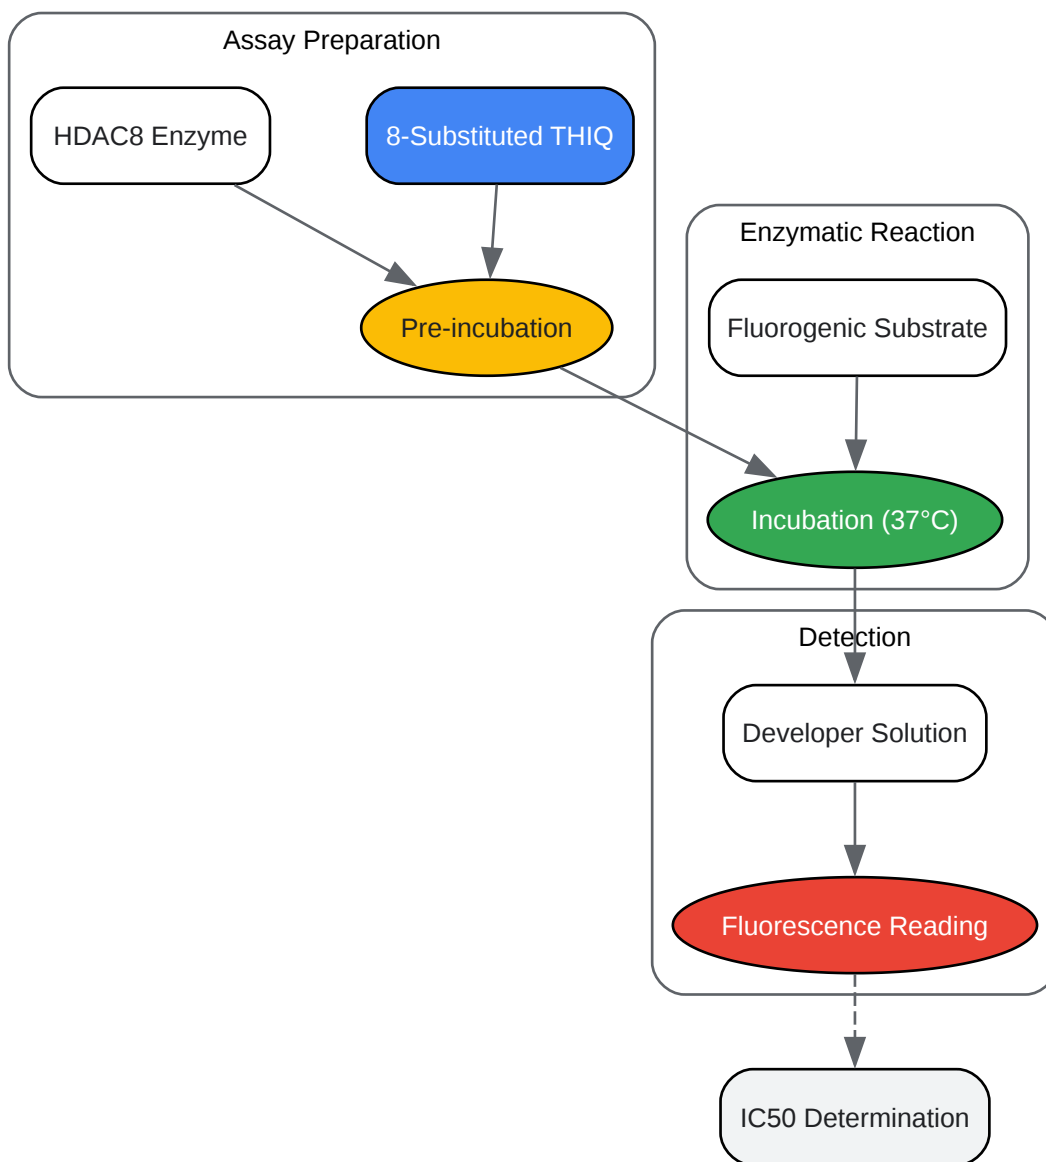 Assay Preparation
HDAC8 Enzyme
8-Substituted THIQ
Pre-incubation
Enzymatic Reaction
Fluorogenic Substrate
Incubation (37°C)
Detection
Developer Solution
Fluorescence Reading
IC50 Determination